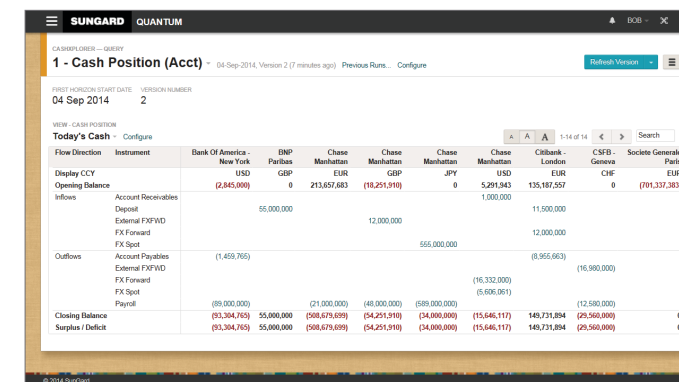 SUNGARD QUANTUM BOB
CASHXPLORER — QUERY
1 - Cash Position (Acct) 04-Sep-2014, Version 2 (7 minutes ago) Previous Runs... Configure Refresh Version
FIRST HORIZON START DATE VERSION NUMBER
04 Sep 2014 2
VIEW - CASH POSITION
Today's Cash Configure A A A 1-14 of 14 Search
Flow Direction Instrument Bank Of America - BNP Chase Chase Chase Chase Citibank - CSFB - Societe Generale
New York Paribas Manhattan Manhattan Manhattan Manhattan London Geneva Paris
Display CCY USD GBP EUR GBP JPY USD EUR CHF EUR
Opening Balance (2,845,000) 0 213,657,683 (18,251,910) 0 5,291,943 135,187,557 0 (701,337,383
Inflows Account Receivables 1,000,000
Deposit 55,000,000 11,500,000
External FXFWD 12,000,000
FX Forward 12,000,000
FX Spot 555,000,000
Outflows Account Payables (1,459,765) (8,955,663)
External FXFWD (16,980,000)
FX Forward (16,332,000)
FX Spot (5,606,061)
Payroll (89,000,000) (21,000,000) (48,000,000) (589,000,000) (12,580,000)
Closing Balance (93,304,765) 55,000,000 (508,679,699) (54,251,910) (34,000,000) (15,646,117) 149,731,894 (29,560,000) 0
Surplus / Deficit (93,304,765) 55,000,000 (508,679,699) (54,251,910) (34,000,000) (15,646,117) 149,731,894 (29,560,000) 0
© 2014 SunGard